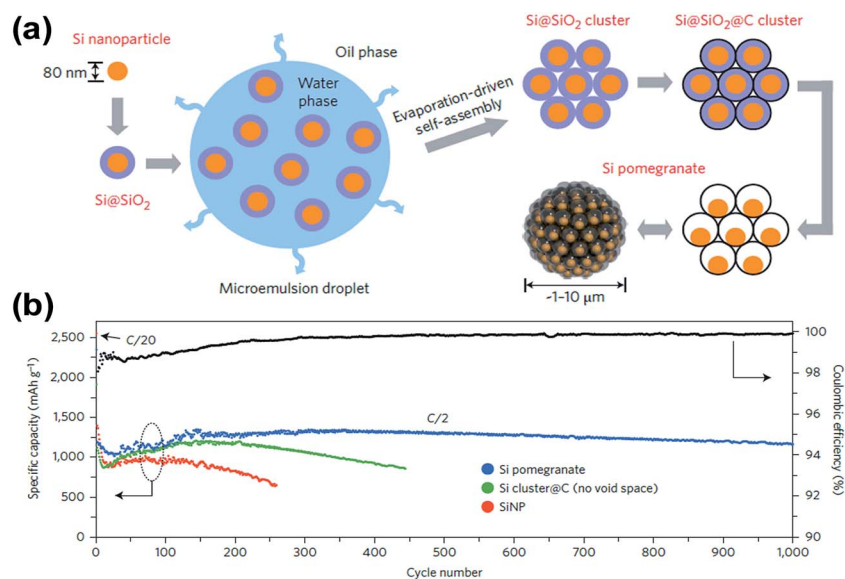 (a)
Si nanoparticle
80 nm
Si@SiO2
Oil phase
Water
phase
Microemulsion droplet
Evaporation-driven
self-assembly
Si@SiO2 cluster
Si@SiO2@C cluster
Si pomegranate
~1–10 μm
(b)
Specific capacity (mAh g⁻¹)
2,500
2,000
1,500
1,250
1,000
500
0
C/20
C/2
Si pomegranate
Si cluster@C (no void space)
SiNP
100
98
96
95
94
92
90
Coulombic efficiency (%)
0
100
200
300
400
500
600
700
800
900
1,000
Cycle number